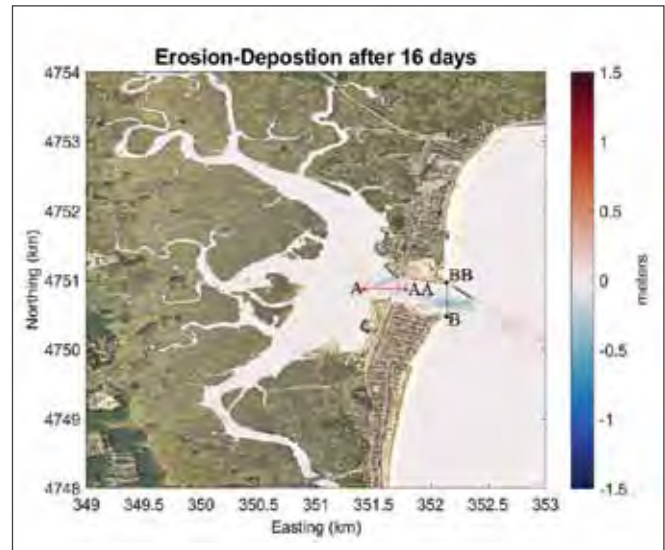 Erosion-Depostion after 16 days
4754
4753
4752
4751
4750
4749
4748
Northing (km)
349 349.5 350 350.5 351 351.5 352 352.5 353
Easting (km)
A AA BB
B
1.5
1
0.5
0
-0.5
-1
-1.5
meters